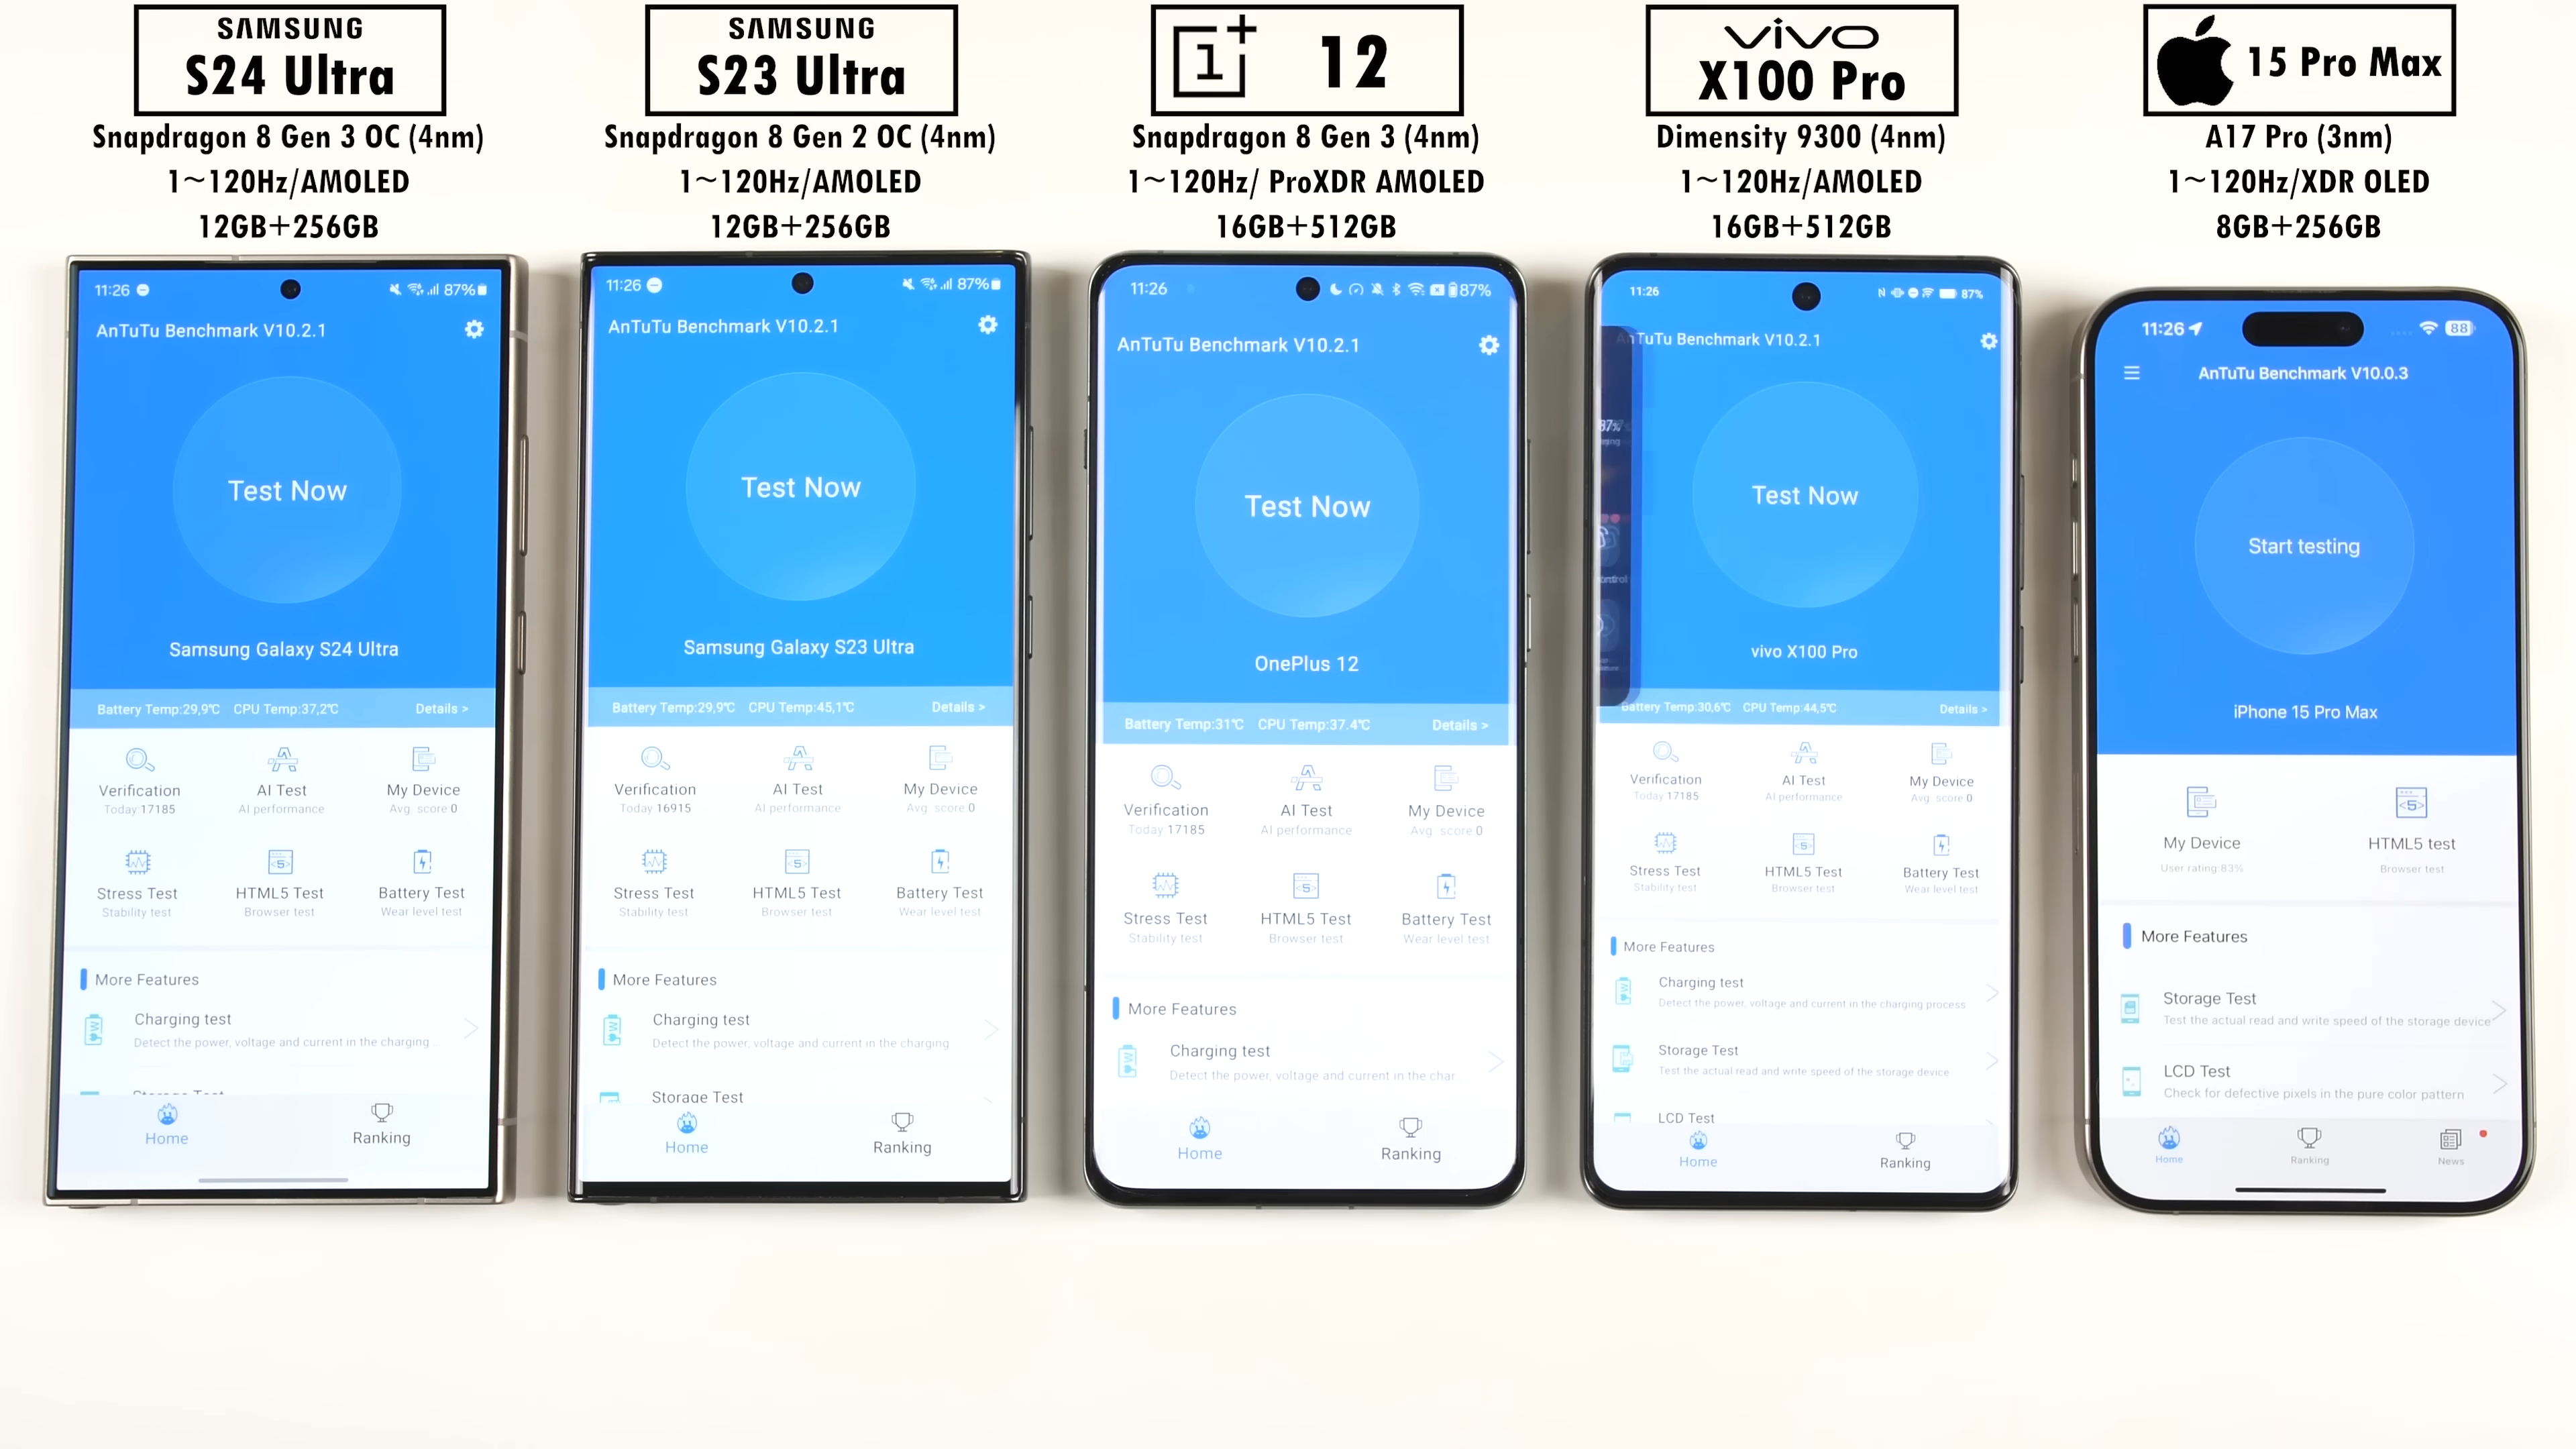 SAMSUNG
S24 Ultra
Snapdragon 8 Gen 3 OC (4nm)
1~120Hz/AMOLED
12GB+256GB
SAMSUNG
S23 Ultra
Snapdragon 8 Gen 2 OC (4nm)
1~120Hz/AMOLED
12GB+256GB
1+ 12
Snapdragon 8 Gen 3 (4nm)
1~120Hz/ ProXDR AMOLED
16GB+512GB
vivo
X100 Pro
Dimensity 9300 (4nm)
1~120Hz/AMOLED
16GB+512GB
15 Pro Max
A17 Pro (3nm)
1~120Hz/XDR OLED
8GB+256GB
11:26 87%
AnTuTu Benchmark V10.2.1
Test Now
Samsung Galaxy S24 Ultra
Battery Temp:29,9℃ CPU Temp:37,2℃ Details >
Verification AI Test My Device
Today:17185 AI performance Avg. score 0
Stress Test HTML5 Test Battery Test
Stability test Browser test Wear level test
More Features
Charging test
Detect the power, voltage and current in the charging...
Storage Test
Home Ranking
11:26 87%
AnTuTu Benchmark V10.2.1
Test Now
Samsung Galaxy S23 Ultra
Battery Temp:29,9℃ CPU Temp:45,1℃ Details >
Verification AI Test My Device
Today 16915 AI performance Avg. score 0
Stress Test HTML5 Test Battery Test
Stability test Browser test Wear level test
More Features
Charging test
Detect the power, voltage and current in the charging
Storage Test
Home Ranking
11:26 87%
AnTuTu Benchmark V10.2.1
Test Now
OnePlus 12
Battery Temp:31℃ CPU Temp:37.4℃ Details >
Verification AI Test My Device
Today:17185 AI performance Avg. score 0
Stress Test HTML5 Test Battery Test
Stability test Browser test Wear level test
More Features
Charging test
Detect the power, voltage and current in the char...
Home Ranking
11:26 N 87%
AnTuTu Benchmark V10.2.1
87%
Test Now
vivo X100 Pro
Battery Temp:30,6℃ CPU Temp:44,5℃ Details >
Verification AI Test My Device
Today:17185 AI performance Avg. score 0
Stress Test HTML5 Test Battery Test
Stability test Browser test Wear level test
More Features
Charging test
Detect the power, voltage and current in the charging process
Storage Test
Test the actual read and write speed of the storage device
LCD Test
Home Ranking
11:26 88
AnTuTu Benchmark V10.0.3
Start testing
iPhone 15 Pro Max
My Device HTML5 test
User rating:83% Browser test
More Features
Storage Test
Test the actual read and write speed of the storage device
LCD Test
Check for defective pixels in the pure color pattern
Home Ranking News